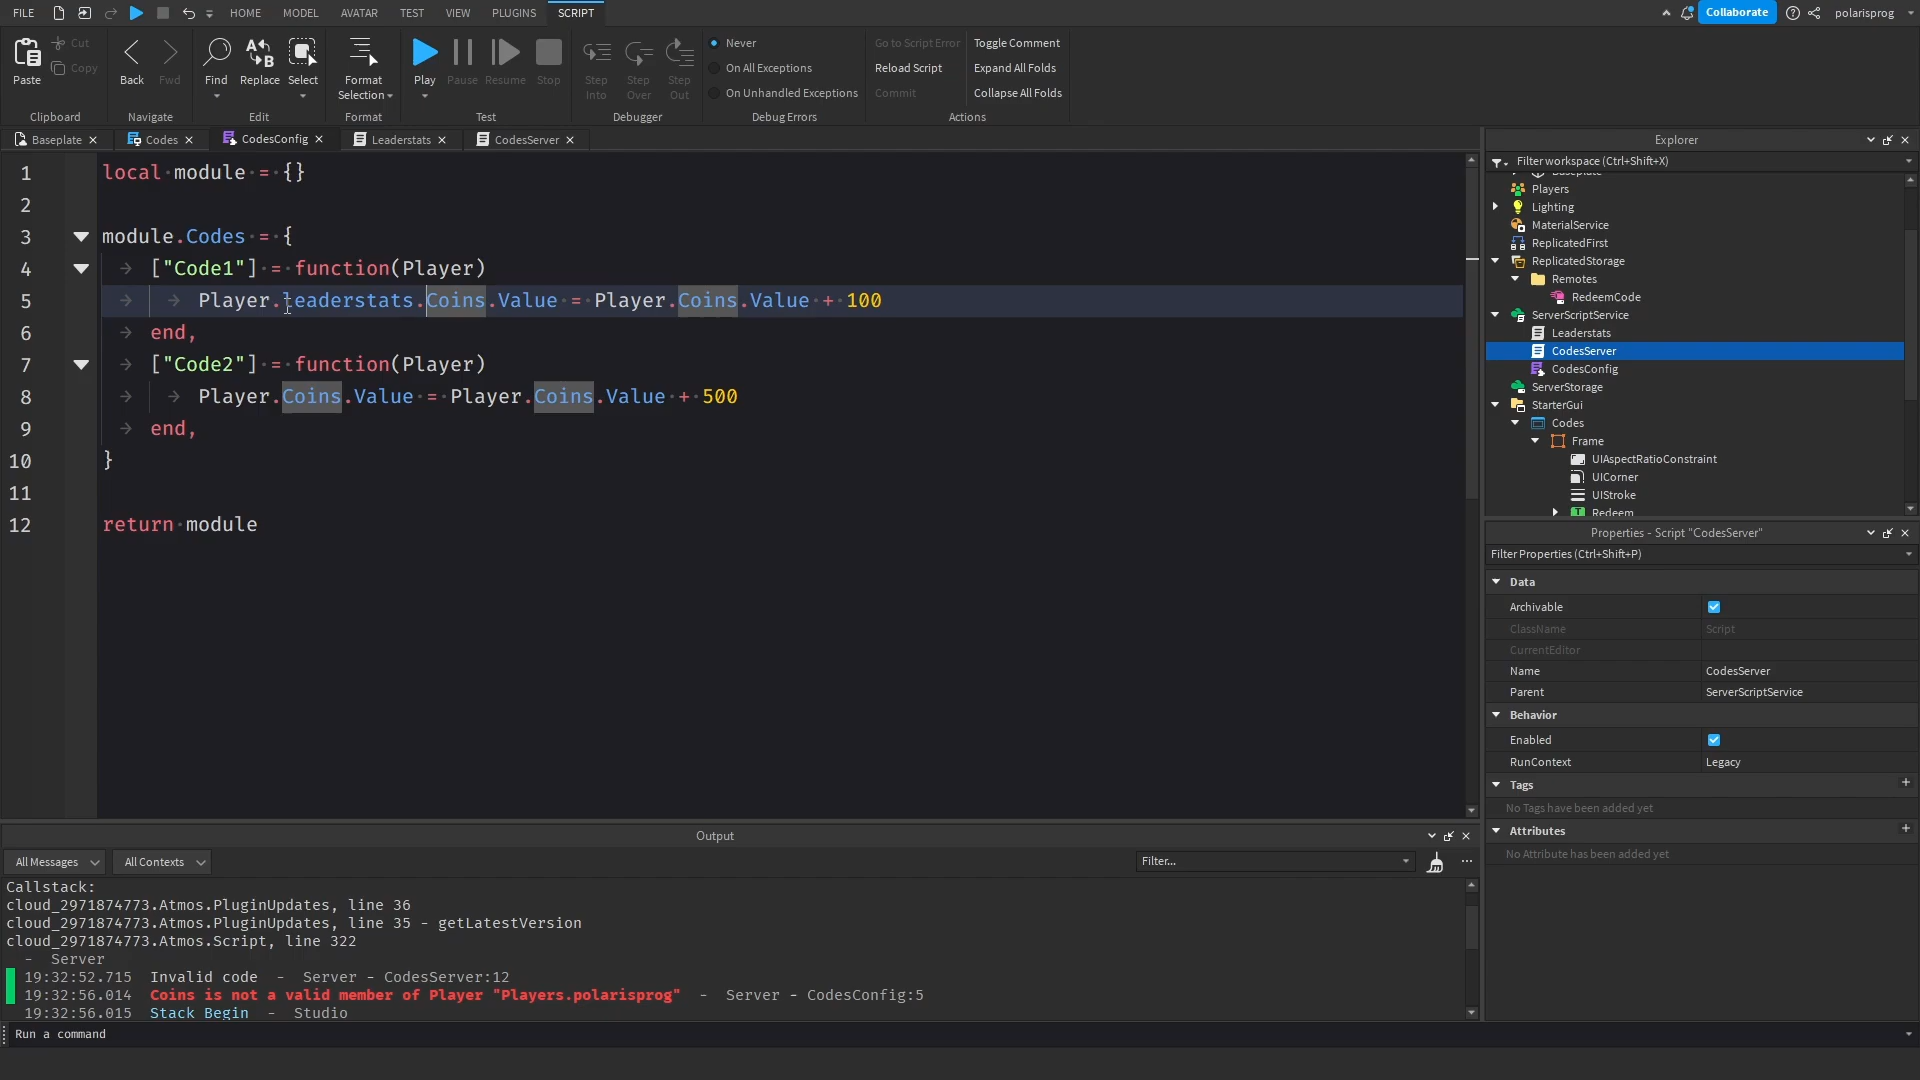 FILE HOME MODEL AVATAR TEST VIEW PLUGINS SCRIPT Collaborate polarisprog
Paste Cut Copy Back Fwd Find Replace Select Format Selection Play Pause Resume Stop Step Into Step Over Step Out
Never
On All Exceptions
On Unhandled Exceptions
Go to Script Error
Reload Script
Commit
Toggle Comment
Expand All Folds
Collapse All Folds
Clipboard Navigate Edit Format Test Debugger Debug Errors Actions
Baseplate Codes CodesConfig Leaderstats CodesServer
1 local module = {}
2
3 module.Codes = {
4 ["Code1"] = function(Player)
5 Player.leaderstats.Coins.Value = Player.Coins.Value + 100
6 end,
7 ["Code2"] = function(Player)
8 Player.Coins.Value = Player.Coins.Value + 500
9 end,
10 }
11
12 return module
Explorer
Filter workspace (Ctrl+Shift+X)
Baseplate
Players
Lighting
MaterialService
ReplicatedFirst
ReplicatedStorage
Remotes
RedeemCode
ServerScriptService
Leaderstats
CodesServer
CodesConfig
ServerStorage
StarterGui
Codes
Frame
UIAspectRatioConstraint
UICorner
UIStroke
Redeem
Properties - Script "CodesServer"
Filter Properties (Ctrl+Shift+P)
Data
Archivable
ClassName Script
CurrentEditor
Name CodesServer
Parent ServerScriptService
Behavior
Enabled
RunContext Legacy
Tags
No Tags have been added yet
Attributes
No Attribute has been added yet
Output
All Messages All Contexts Filter...
Callstack:
cloud_2971874773.Atmos.PluginUpdates, line 36
cloud_2971874773.Atmos.PluginUpdates, line 35 - getLatestVersion
cloud_2971874773.Atmos.Script, line 322
- Server
19:32:52.715 Invalid code - Server - CodesServer:12
19:32:56.014 Coins is not a valid member of Player "Players.polarisprog" - Server - CodesConfig:5
19:32:56.015 Stack Begin - Studio
Run a command